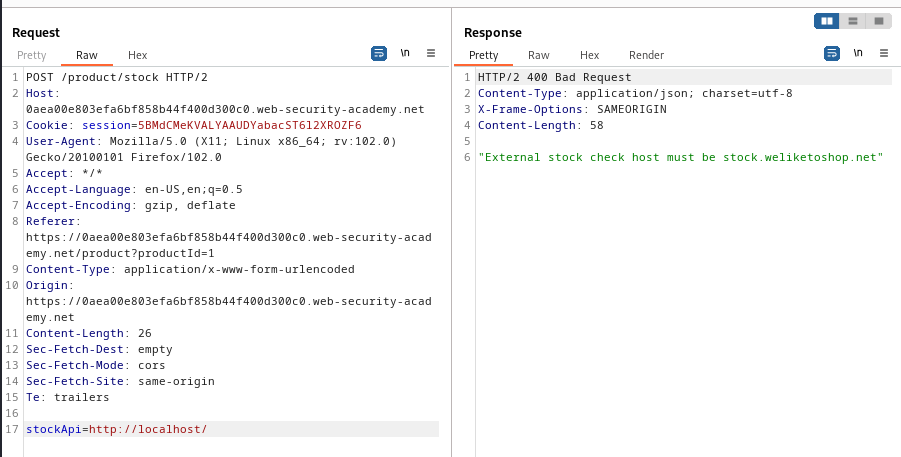 Request
Pretty Raw Hex \n
1 POST /product/stock HTTP/2
2 Host:
0aea00e803efa6bf858b44f400d300c0.web-security-academy.net
3 Cookie: session=5BMdCMeKVALYAAUDYabacST6l2XROZF6
4 User-Agent: Mozilla/5.0 (X11; Linux x86_64; rv:102.0)
Gecko/20100101 Firefox/102.0
5 Accept: */*
6 Accept-Language: en-US,en;q=0.5
7 Accept-Encoding: gzip, deflate
8 Referer:
https://0aea00e803efa6bf858b44f400d300c0.web-security-acad
emy.net/product?productId=1
9 Content-Type: application/x-www-form-urlencoded
10 Origin:
https://0aea00e803efa6bf858b44f400d300c0.web-security-acad
emy.net
11 Content-Length: 26
12 Sec-Fetch-Dest: empty
13 Sec-Fetch-Mode: cors
14 Sec-Fetch-Site: same-origin
15 Te: trailers
16
17 stockApi=http://localhost/
Response
Pretty Raw Hex Render \n
1 HTTP/2 400 Bad Request
2 Content-Type: application/json; charset=utf-8
3 X-Frame-Options: SAMEORIGIN
4 Content-Length: 58
5
6 "External stock check host must be stock.weliketoshop.net"